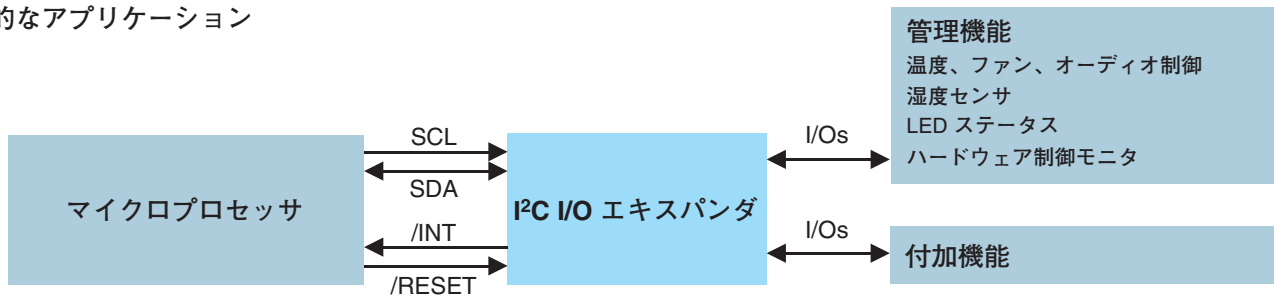 的なアプリケーション
管理機能
温度、ファン、オーディオ制御
湿度センサ
LED ステータス
ハードウェア制御モニタ
SCL
SDA
/INT
/RESET
マイクロプロセッサ
I²C I/O エキスパンダ
I/Os
I/Os
付加機能